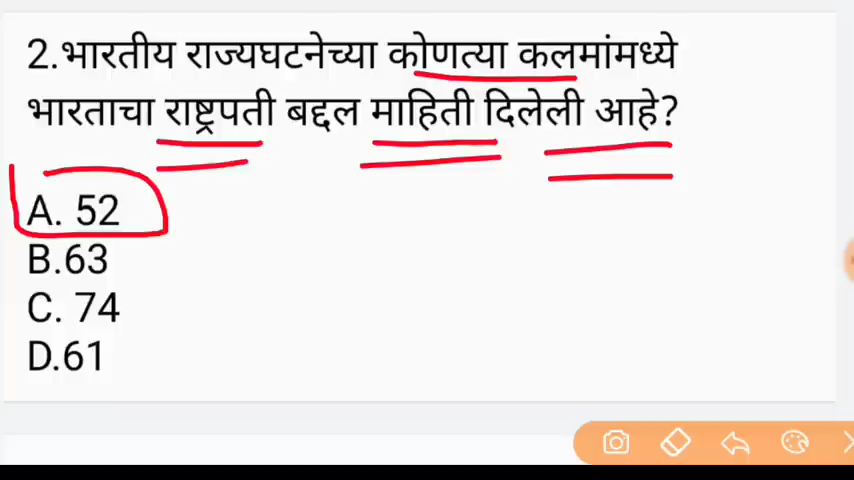 2.भारतीय राज्यघटनेच्या कोणत्या कलमांमध्ये
भारताचा राष्ट्रपती बद्दल माहिती दिलेली आहे?
A. 52
B.63
C. 74
D.61